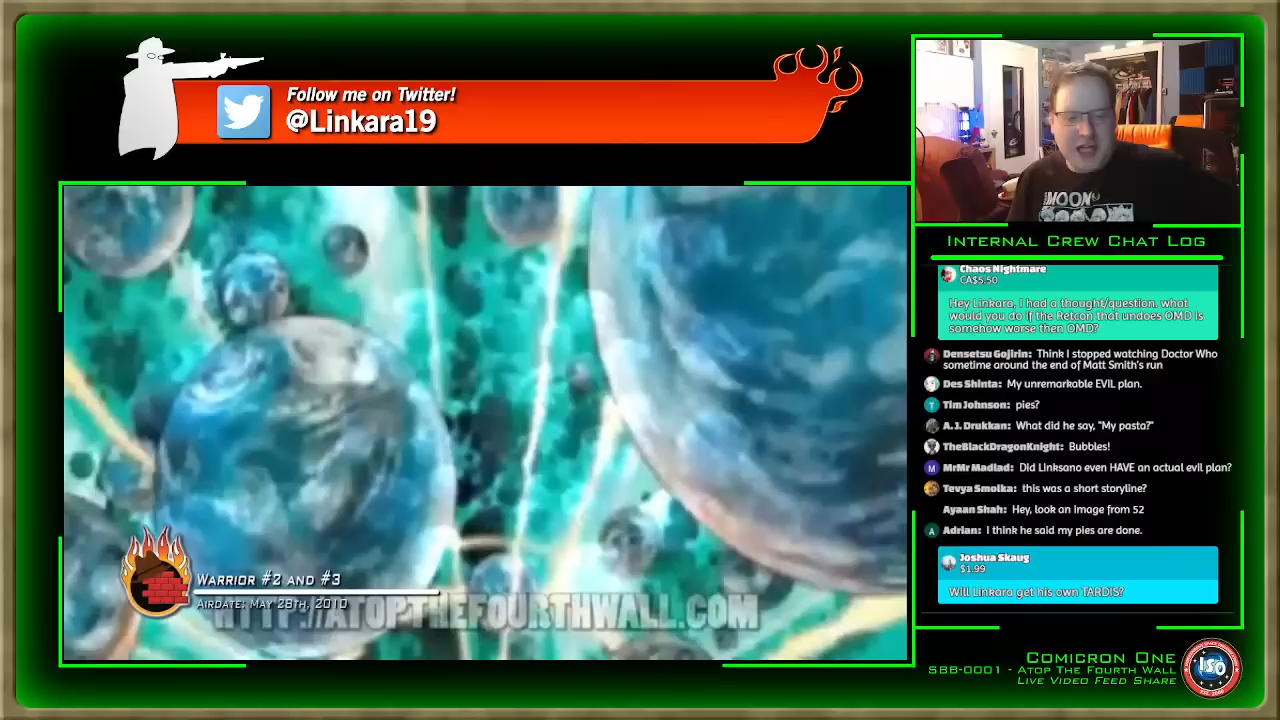 Follow me on Twitter!
@Linkara19
MOON
INTERNAL CREW CHAT LOG
Chaos Nightmare
CA$5.50
Hey Linkara, I had a thought/question. what
would you do if the Retcon that undoes OMD is
somehow worse then OMD?
Densetsu Gojirin: Think I stopped watching Doctor Who
sometime around the end of Matt Smith's run
Des Shinta: My unremarkable EVIL plan.
T Tim Johnson: pies?
A.J. Drukkan: What did he say, "My pasta?"
TheBlackDragonKnight: Bubbles!
M MrMr Madlad: Did Linksano even HAVE an actual evil plan?
Tevya Smolka: this was a short storyline?
Ayaan Shah: Hey, look an image from 52
A Adrian: I think he said my pies are done.
Joshua Skaug
$1.99
Will Linkara get his own TARDIS?
WARRIOR #2 AND #3
AIRDATE: MAY 28TH, 2010
HTTP://ATOPTHEFOURTHWALL.COM
COMICRON ONE
SBB-0001 - ATOP THE FOURTH WALL
LIVE VIDEO FEED SHARE
ISO